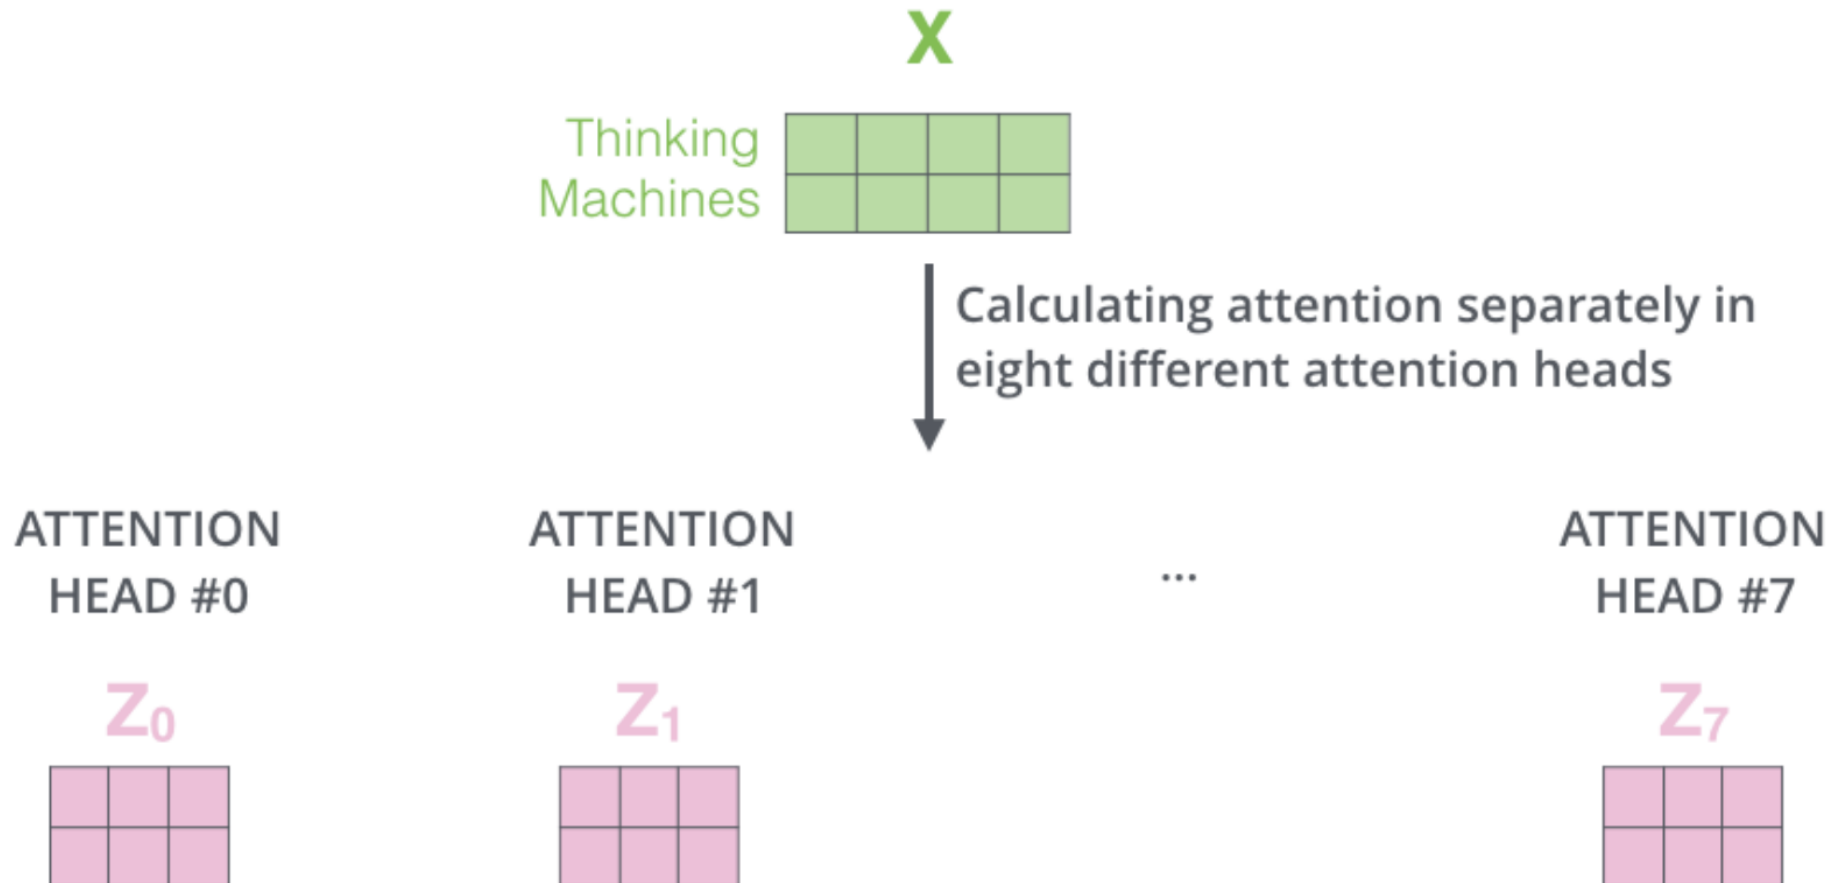 X
Thinking
Machines
Calculating attention separately in
eight different attention heads
ATTENTION
HEAD #0
ATTENTION
HEAD #1
...
ATTENTION
HEAD #7
Z0
Z1
Z7